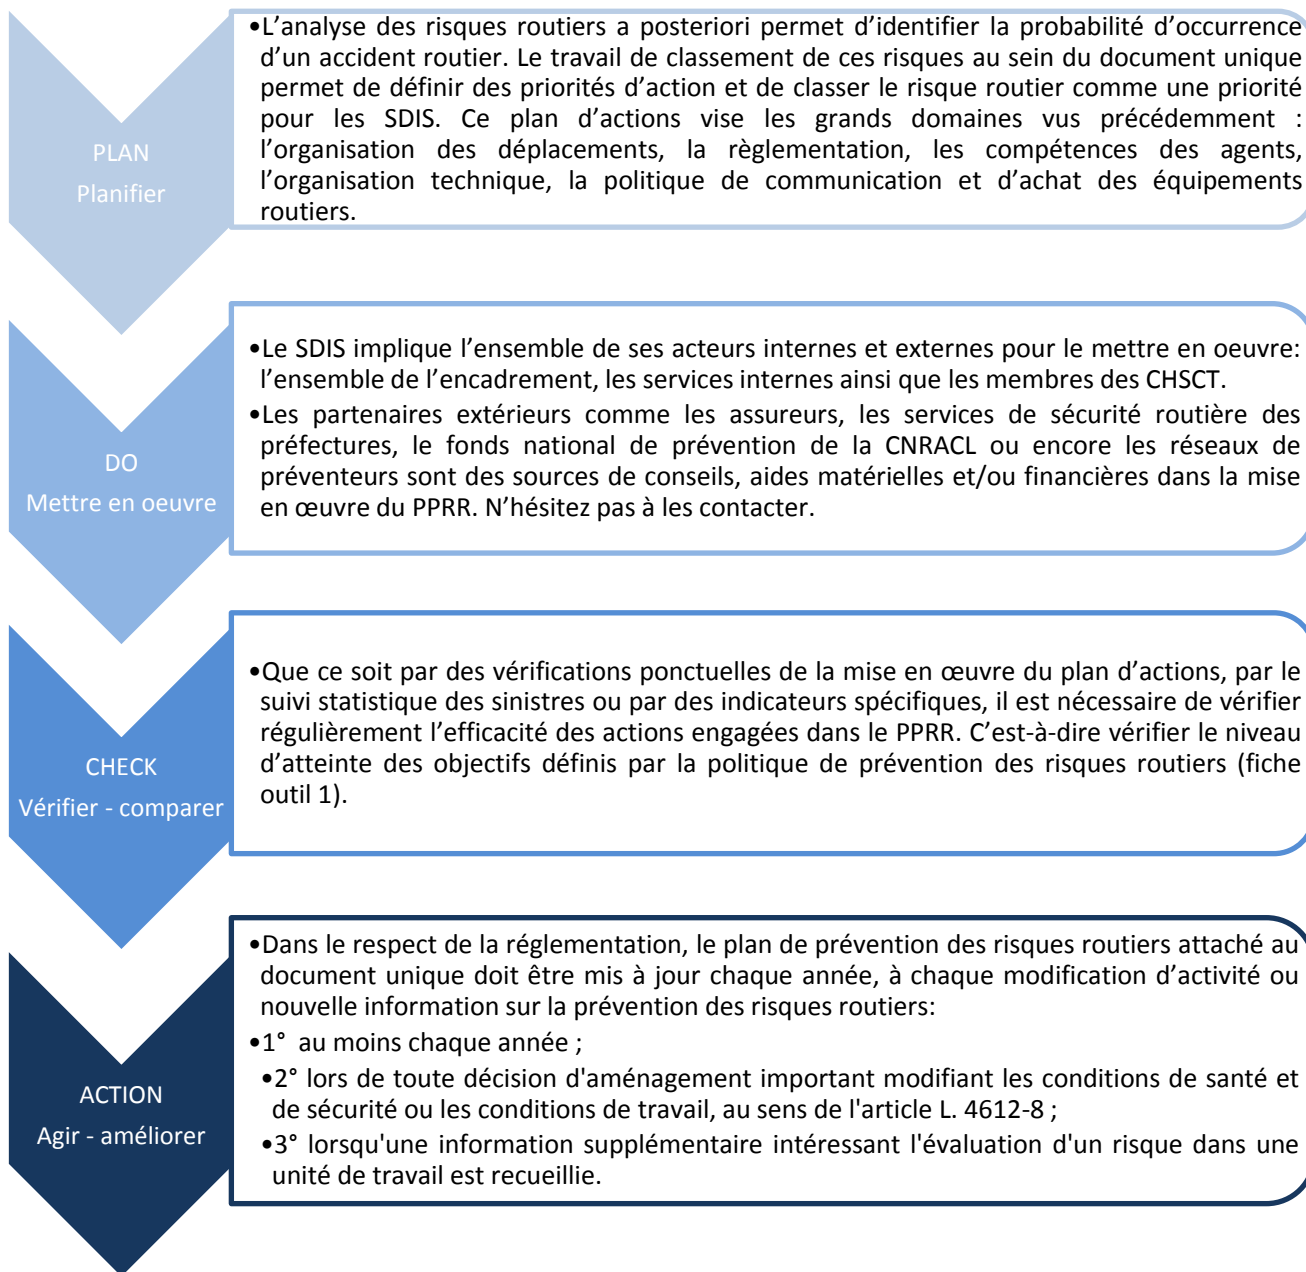 PLAN
Planifier
•L’analyse des risques routiers a posteriori permet d’identifier la probabilité d’occurrence
d’un accident routier. Le travail de classement de ces risques au sein du document unique
permet de définir des priorités d’action et de classer le risque routier comme une priorité
pour les SDIS. Ce plan d’actions vise les grands domaines vus précédemment :
l’organisation des déplacements, la règlementation, les compétences des agents,
l’organisation technique, la politique de communication et d’achat des équipements
routiers.
DO
Mettre en oeuvre
•Le SDIS implique l’ensemble de ses acteurs internes et externes pour le mettre en oeuvre:
l’ensemble de l’encadrement, les services internes ainsi que les membres des CHSCT.
•Les partenaires extérieurs comme les assureurs, les services de sécurité routière des
préfectures, le fonds national de prévention de la CNRACL ou encore les réseaux de
préventeurs sont des sources de conseils, aides matérielles et/ou financières dans la mise
en œuvre du PPRR. N’hésitez pas à les contacter.
CHECK
Vérifier - comparer
•Que ce soit par des vérifications ponctuelles de la mise en œuvre du plan d’actions, par le
suivi statistique des sinistres ou par des indicateurs spécifiques, il est nécessaire de vérifier
régulièrement l’efficacité des actions engagées dans le PPRR. C’est-à-dire vérifier le niveau
d’atteinte des objectifs définis par la politique de prévention des risques routiers (fiche
outil 1).
ACTION
Agir - améliorer
•Dans le respect de la réglementation, le plan de prévention des risques routiers attaché au
document unique doit être mis à jour chaque année, à chaque modification d’activité ou
nouvelle information sur la prévention des risques routiers:
•1° au moins chaque année ;
•2° lors de toute décision d'aménagement important modifiant les conditions de santé et
de sécurité ou les conditions de travail, au sens de l'article L. 4612-8 ;
•3° lorsqu'une information supplémentaire intéressant l'évaluation d'un risque dans une
unité de travail est recueillie.